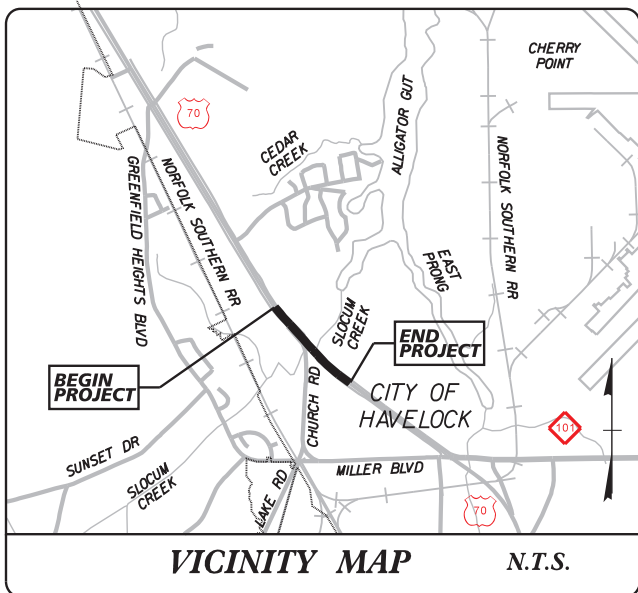 CHERRY
POINT
70
ALLIGATOR GUT
CEDAR
CREEK
NORFOLK SOUTHERN RR
GREENFIELD HEIGHTS BLVD
NORFOLK SOUTHERN RR
EAST
PRONG
SLOCUM
CREEK
END
PROJECT
BEGIN
PROJECT
CHURCH RD
CITY OF
HAVELOCK
101
SUNSET DR
SLOCUM
CREEK
LAKE RD
MILLER BLVD
70
VICINITY MAP
N.T.S.